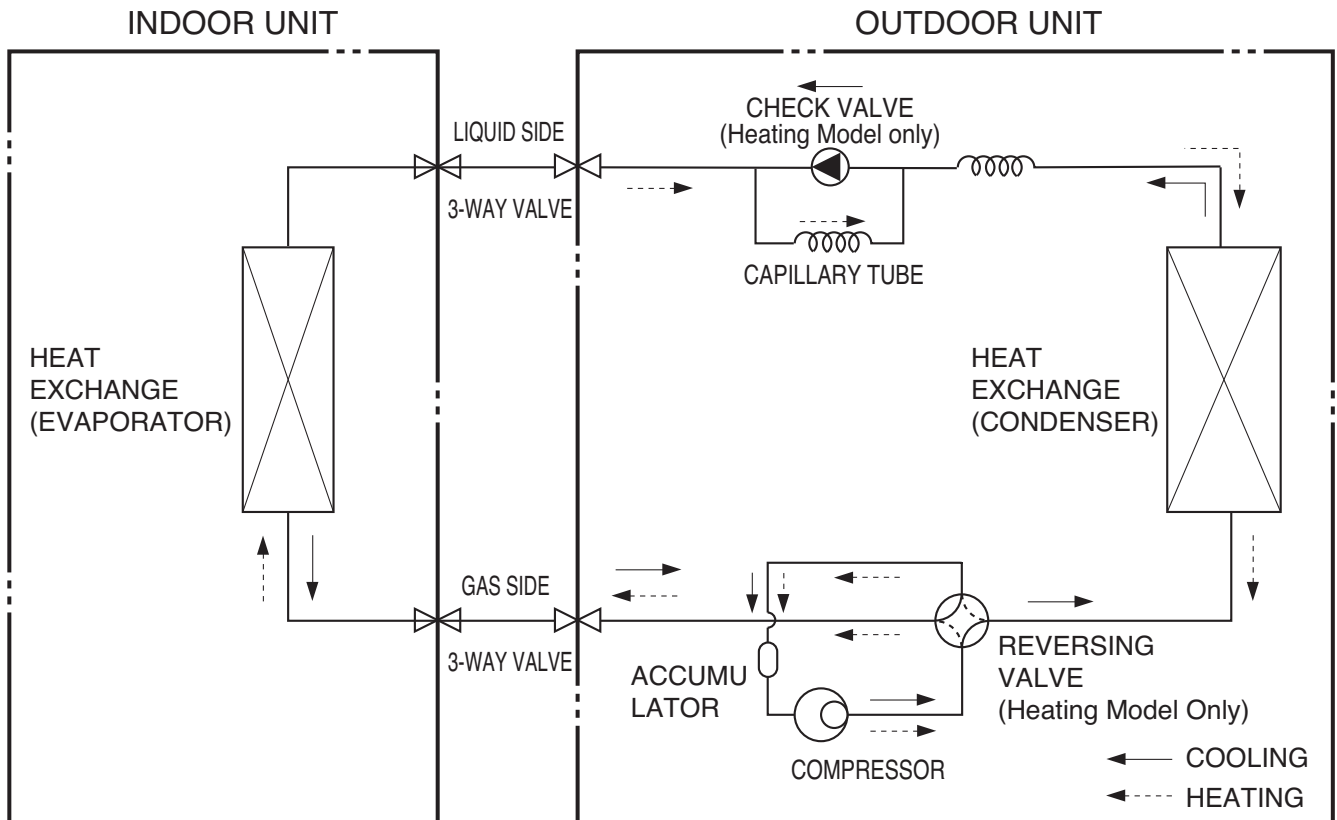 INDOOR UNIT
OUTDOOR UNIT
LIQUID SIDE
3-WAY VALVE
CHECK VALVE
(Heating Model only)
CAPILLARY TUBE
HEAT
EXCHANGE
(EVAPORATOR)
HEAT
EXCHANGE
(CONDENSER)
GAS SIDE
3-WAY VALVE
ACCUMU
LATOR
COMPRESSOR
REVERSING
VALVE
(Heating Model Only)
COOLING
HEATING